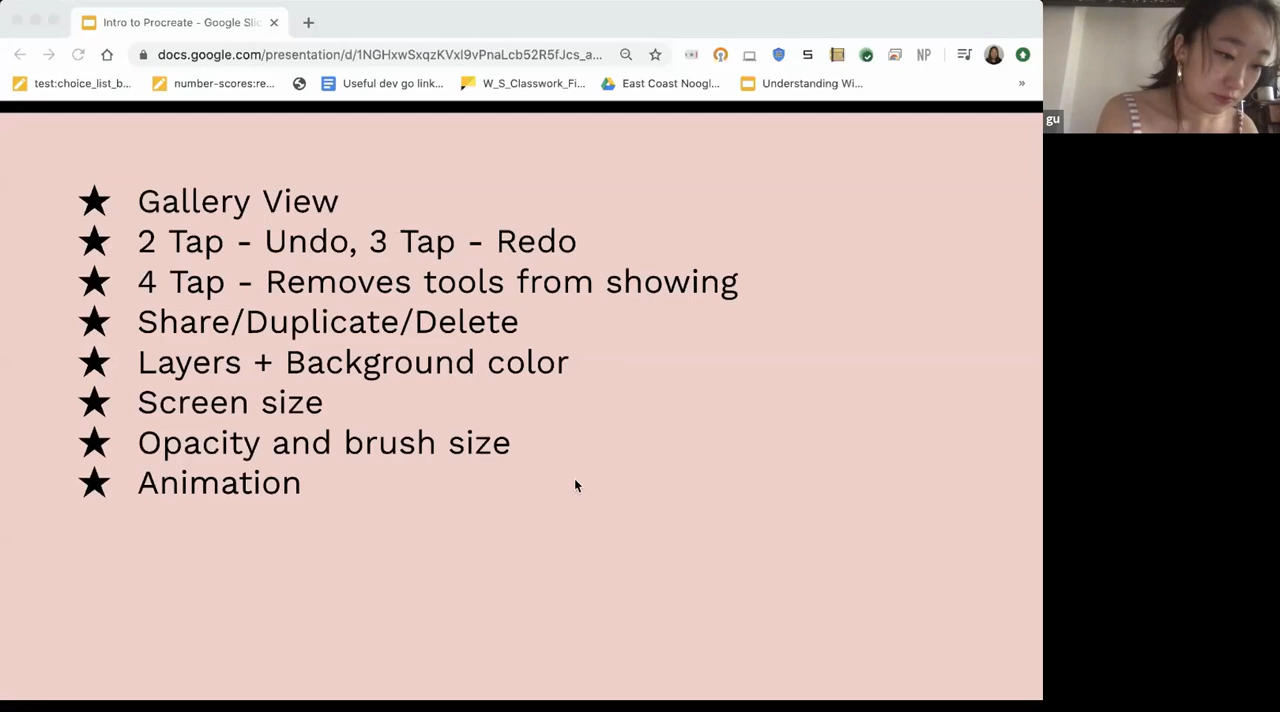 Intro to Procreate - Google Slic
docs.google.com/presentation/d/1NGHxwSxqzKVxl9vPnaLcb52R5fJcs_a...
S
NP
test:choice_list_b...
number-scores:re...
Useful dev go link...
W_S_Classwork_Fi...
East Coast Noogl...
Understanding Wi...
»
gu
★ Gallery View
★ 2 Tap - Undo, 3 Tap - Redo
★ 4 Tap - Removes tools from showing
★ Share/Duplicate/Delete
★ Layers + Background color
★ Screen size
★ Opacity and brush size
★ Animation